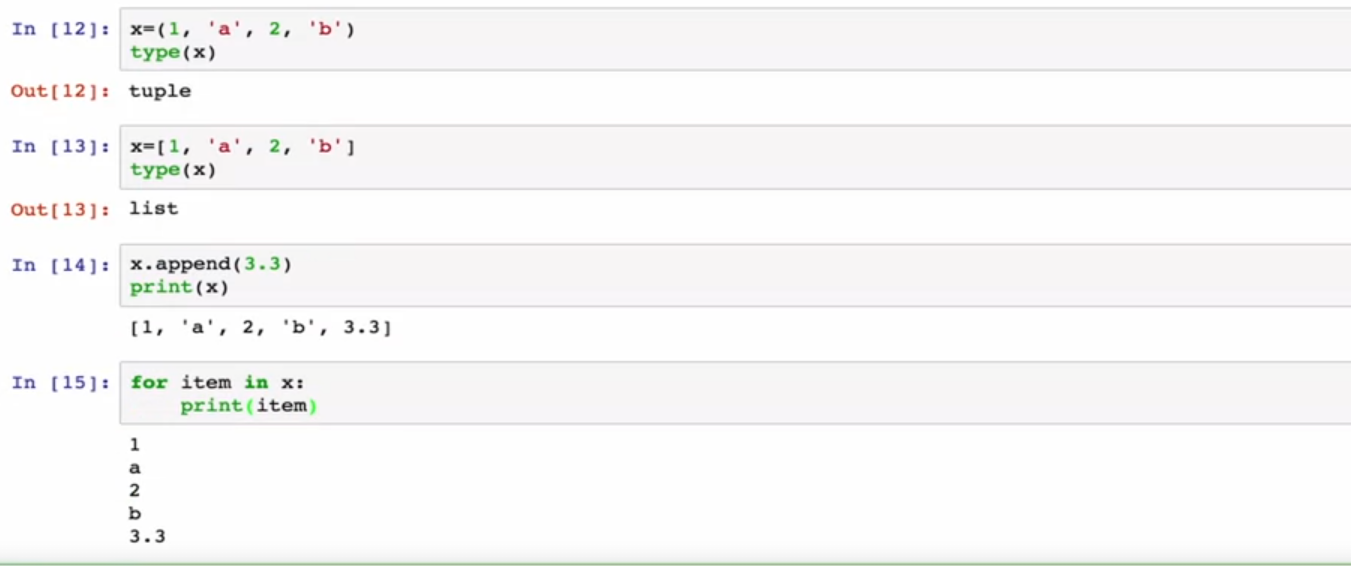 In [12]: x=(1, 'a', 2, 'b')
type(x)
Out[12]: tuple
In [13]: x=[1, 'a', 2, 'b']
type(x)
Out[13]: list
In [14]: x.append(3.3)
print(x)
[1, 'a', 2, 'b', 3.3]
In [15]: for item in x:
    print(item)
1
a
2
b
3.3